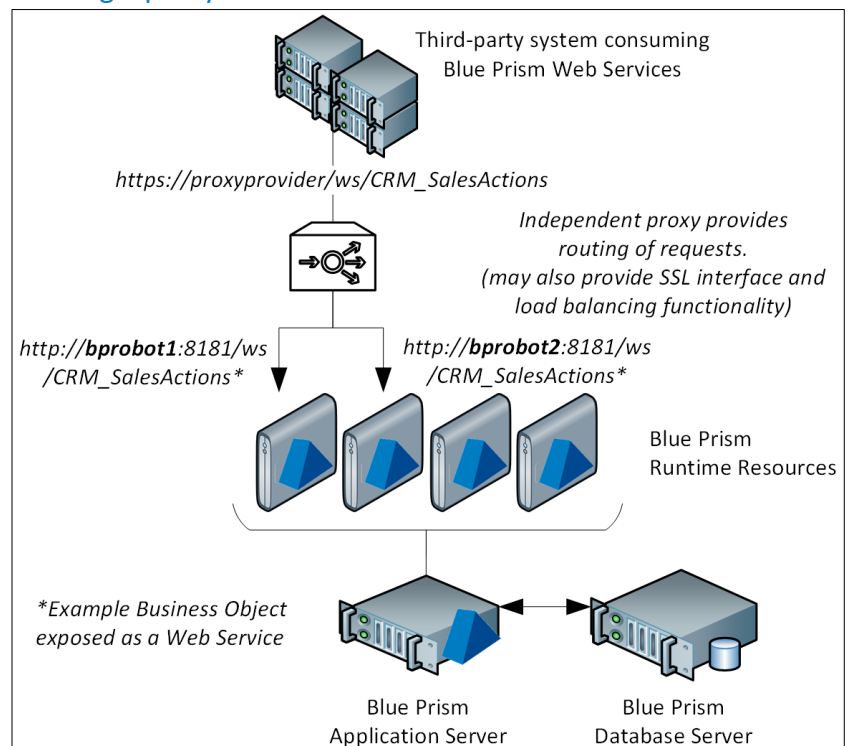 Third-party system consuming
Blue Prism Web Services
https://proxyprovider/ws/CRM_SalesActions
Independent proxy provides
routing of requests.
(may also provide SSL interface and
load balancing functionality)
http://bprobot1:8181/ws
/CRM_SalesActions*
http://bprobot2:8181/ws
/CRM_SalesActions*
Blue Prism
Runtime Resources
*Example Business Object
exposed as a Web Service
Blue Prism
Application Server
Blue Prism
Database Server